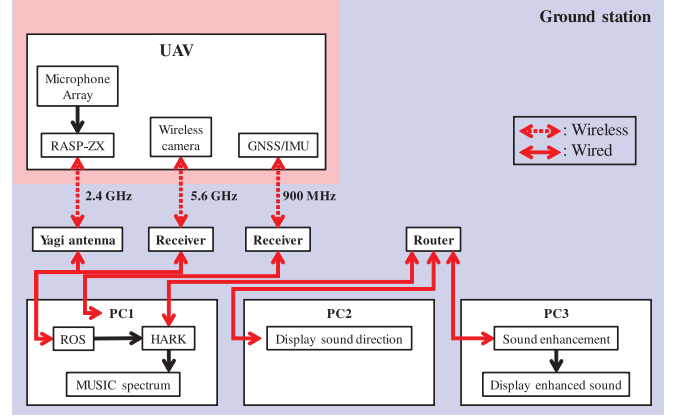 Ground station
UAV
Microphone
Array
RASP-ZX
Wireless
camera
GNSS/IMU
: Wireless
: Wired
2.4 GHz
5.6 GHz
900 MHz
Yagi antenna
Receiver
Receiver
Router
PC1
ROS
HARK
MUSIC spectrum
PC2
Display sound direction
PC3
Sound enhancement
Display enhanced sound